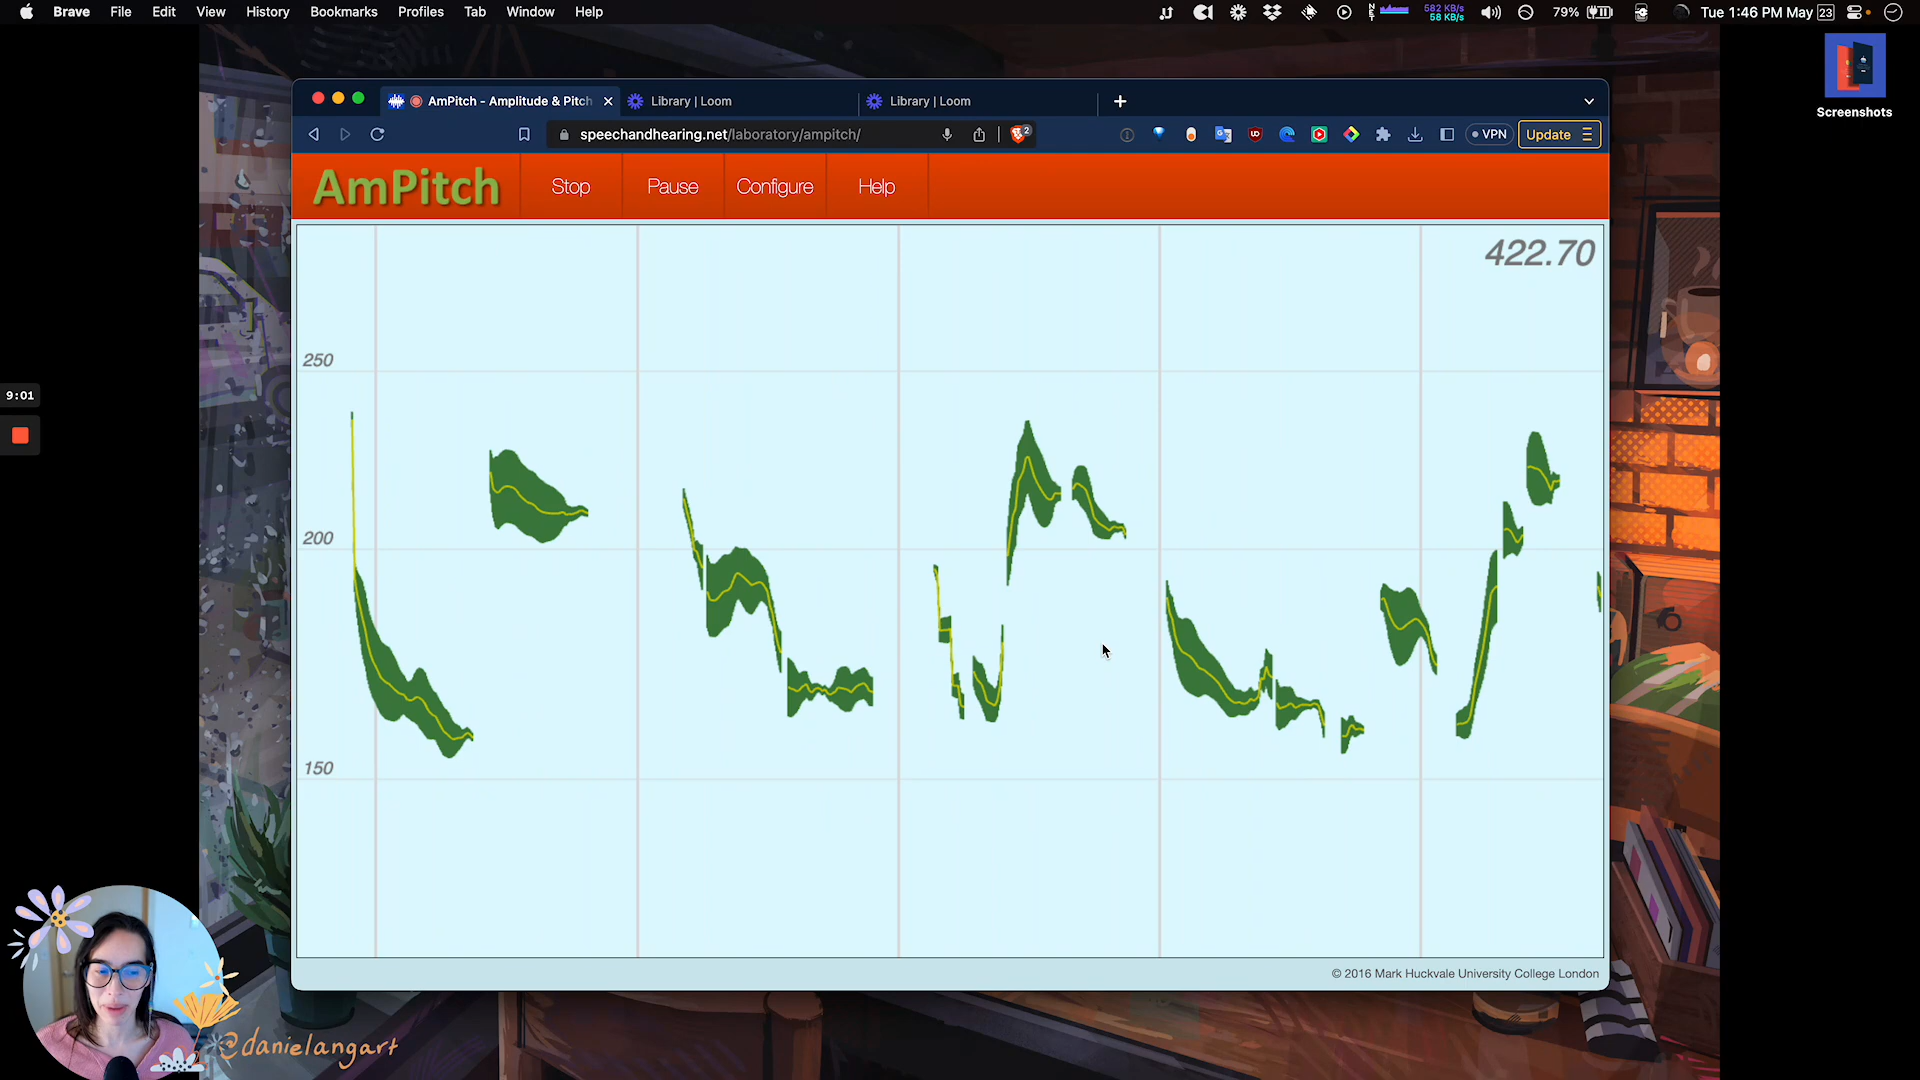 Brave File Edit View History Bookmarks Profiles Tab Window Help
NET 582 KB/s 58 KB/s 79% Tue 1:46 PM May 23
Screenshots
AmPitch - Amplitude & Pitch
Library | Loom
Library | Loom
speechandhearing.net/laboratory/ampitch/
2
VPN
Update
AmPitch
Stop
Pause
Configure
Help
422.70
250
200
150
9:01
© 2016 Mark Huckvale University College London
@danielangart